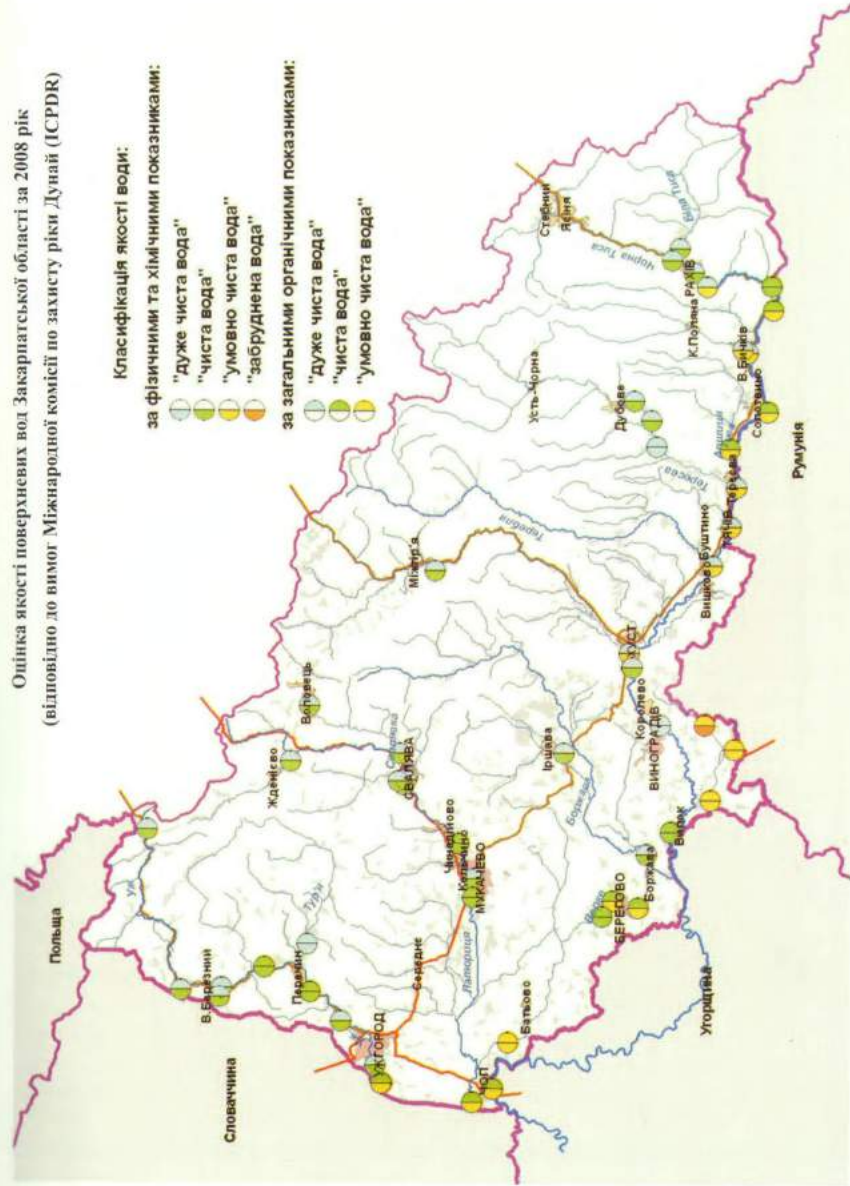 Оцінка якості поверхневих вод Закарпатської області за 2008 рік
(відповідно до вимог Міжнародної комісії по захисту ріки Дунай (ICPDR)
Класифікація якості води:
за фізичними та хімічними показниками:
"дуже чиста вода"
"чиста вода"
"умовно чиста вода"
"забруднена вода"
за загальними органічними показниками:
"дуже чиста вода"
"чиста вода"
"умовно чиста вода"
Польща
Словаччина
Угорщина
Румунія
Уж
В.Березний
Перечин
Тур'я
УЖГОРОД
Середнє
ЧОП
Батьово
Латориця
Жденієво
Воловець
СВАЛЯВА
Чинадійово
Кольчино
МУКАЧЕВО
Міжгір'я
Іршава
Боржава
БЕРЕГОВО
Боржава
Вилок
Королево
ВИНОГРАДІВ
ХУСТ
Вишково
Буштино
ТЯЧІВ
Тересва
Теребля
Тересва
Усть-Чорна
Дубове
Солотвино
В.Бичків
К.Поляна
РАХІВ
Чорна Тиса
Біла Тиса
Ясіня